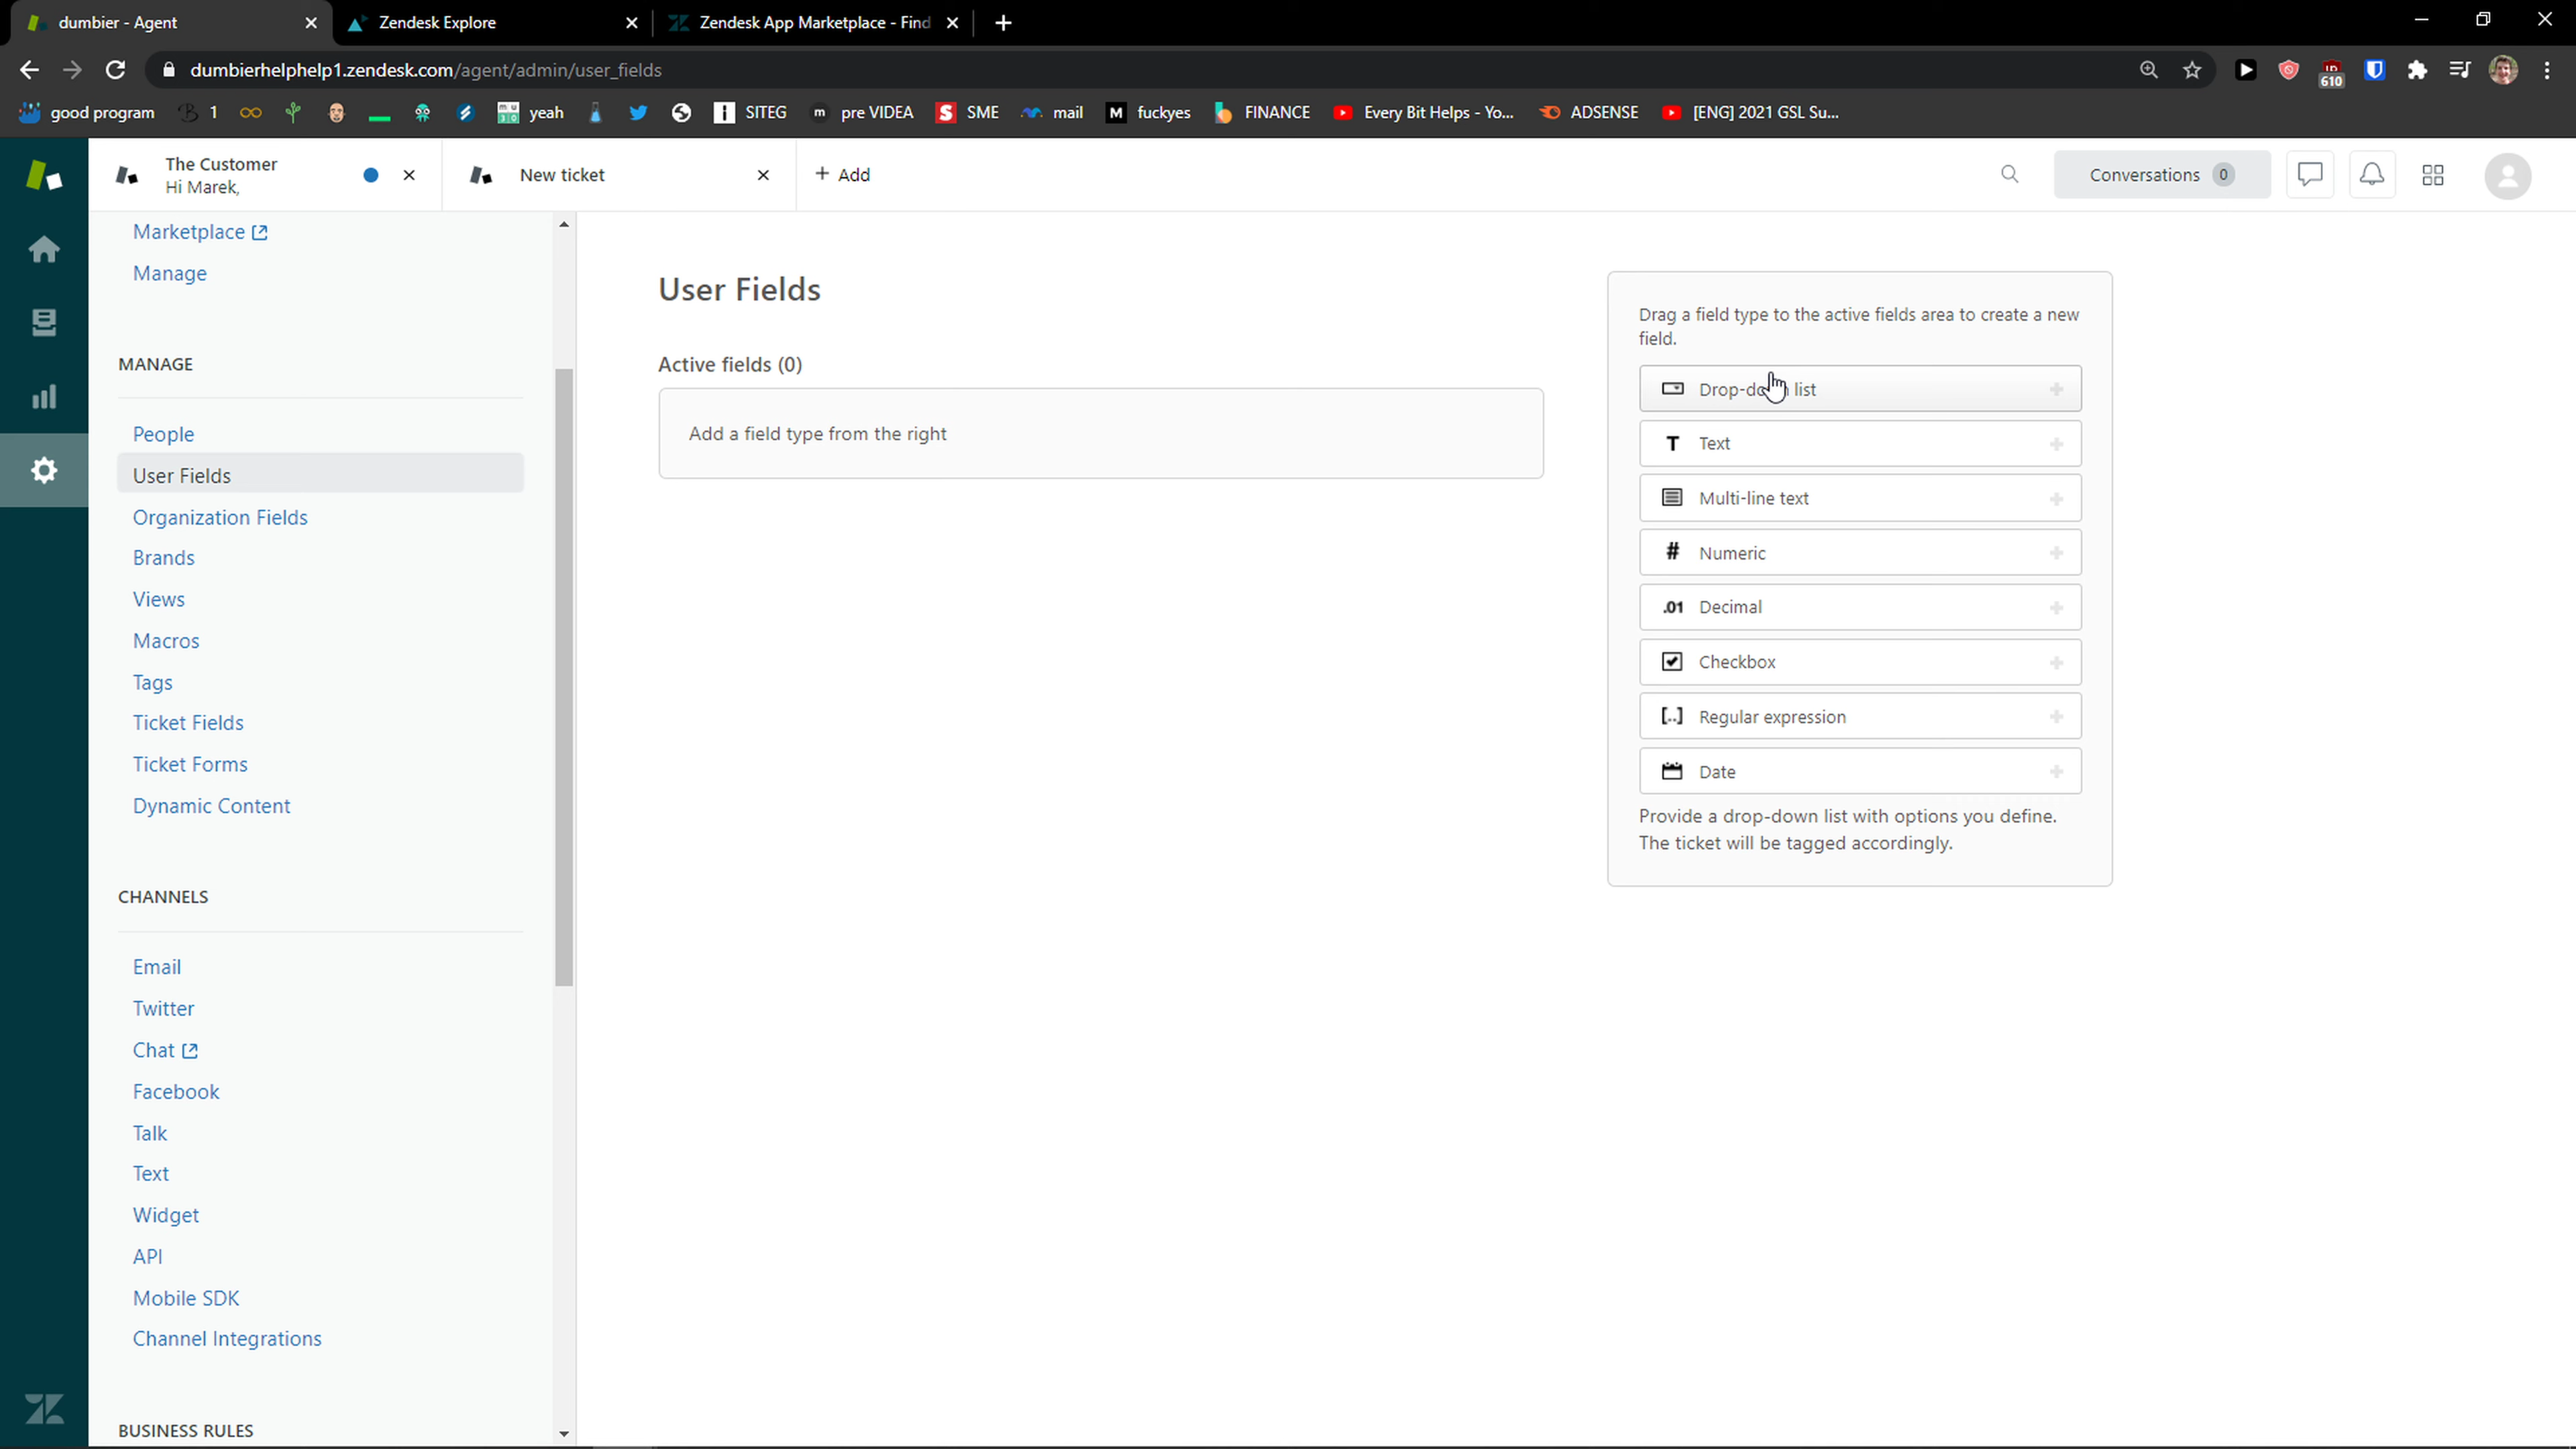 dumbier - Agent
Zendesk Explore
Zendesk App Marketplace - Find
dumbierhelphelp1.zendesk.com/agent/admin/user_fields
610
good program
1
yeah
SITEG
pre VIDEA
SME
mail
fuckyes
FINANCE
Every Bit Helps - Yo...
ADSENSE
[ENG] 2021 GSL Su...
The Customer
Hi Marek,
New ticket
+ Add
Conversations 0
Marketplace
Manage
MANAGE
People
User Fields
Organization Fields
Brands
Views
Macros
Tags
Ticket Fields
Ticket Forms
Dynamic Content
CHANNELS
Email
Twitter
Chat
Facebook
Talk
Text
Widget
API
Mobile SDK
Channel Integrations
BUSINESS RULES
User Fields
Active fields (0)
Add a field type from the right
Drag a field type to the active fields area to create a new
field.
Drop-down list
T Text
Multi-line text
# Numeric
.01 Decimal
Checkbox
[..] Regular expression
Date
Provide a drop-down list with options you define.
The ticket will be tagged accordingly.